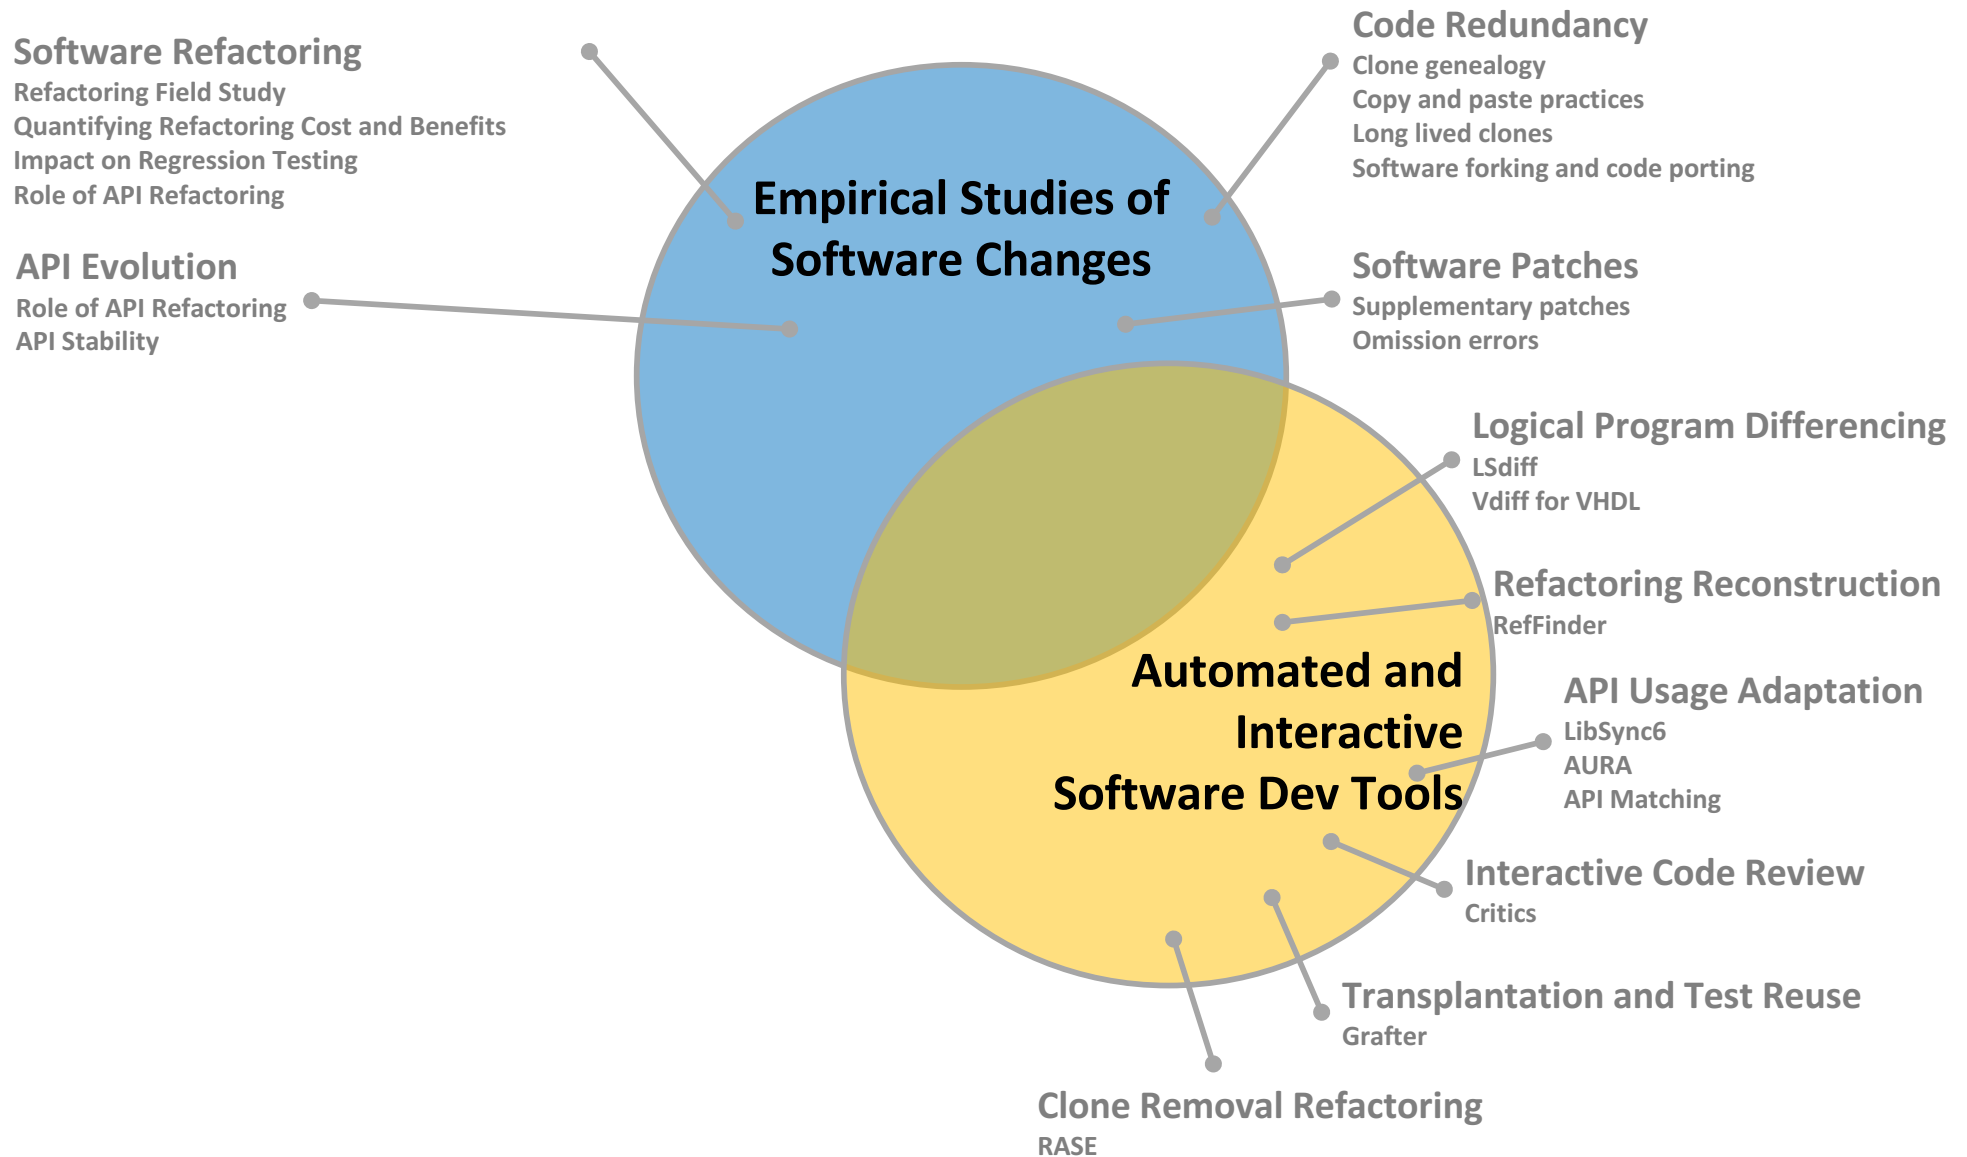 Software Refactoring
Refactoring Field Study
Quantifying Refactoring Cost and Benefits
Impact on Regression Testing
Role of API Refactoring
API Evolution
Role of API Refactoring
API Stability
Empirical Studies of
Software Changes
Code Redundancy
Clone genealogy
Copy and paste practices
Long lived clones
Software forking and code porting
Software Patches
Supplementary patches
Omission errors
Logical Program Differencing
LSdiff
Vdiff for VHDL
Refactoring Reconstruction
RefFinder
Automated and
Interactive
Software Dev Tools
API Usage Adaptation
LibSync6
AURA
API Matching
Interactive Code Review
Critics
Transplantation and Test Reuse
Grafter
Clone Removal Refactoring
RASE